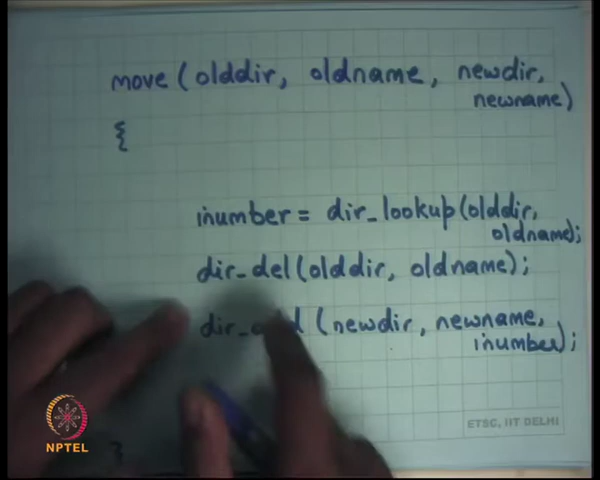 move (olddir, oldname, newdir,
newname)
{
inumber = dir_lookup(olddir,
oldname);
dir_del(olddir, oldname);
dir_add (newdir, newname,
inumber);
}
NPTEL
ETSC, IIT DELHI